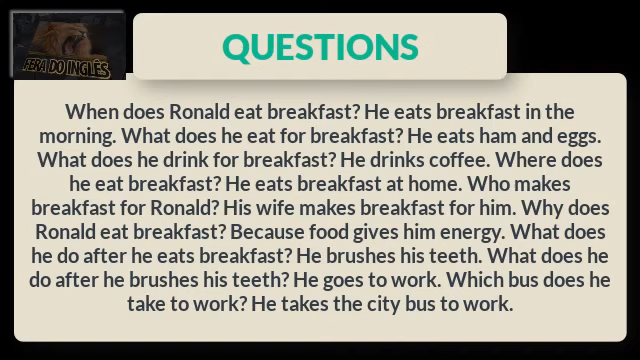 FERA DO INGLÊS
QUESTIONS
When does Ronald eat breakfast? He eats breakfast in the
morning. What does he eat for breakfast? He eats ham and eggs.
What does he drink for breakfast? He drinks coffee. Where does
he eat breakfast? He eats breakfast at home. Who makes
breakfast for Ronald? His wife makes breakfast for him. Why does
Ronald eat breakfast? Because food gives him energy. What does
he do after he eats breakfast? He brushes his teeth. What does he
do after he brushes his teeth? He goes to work. Which bus does he
take to work? He takes the city bus to work.